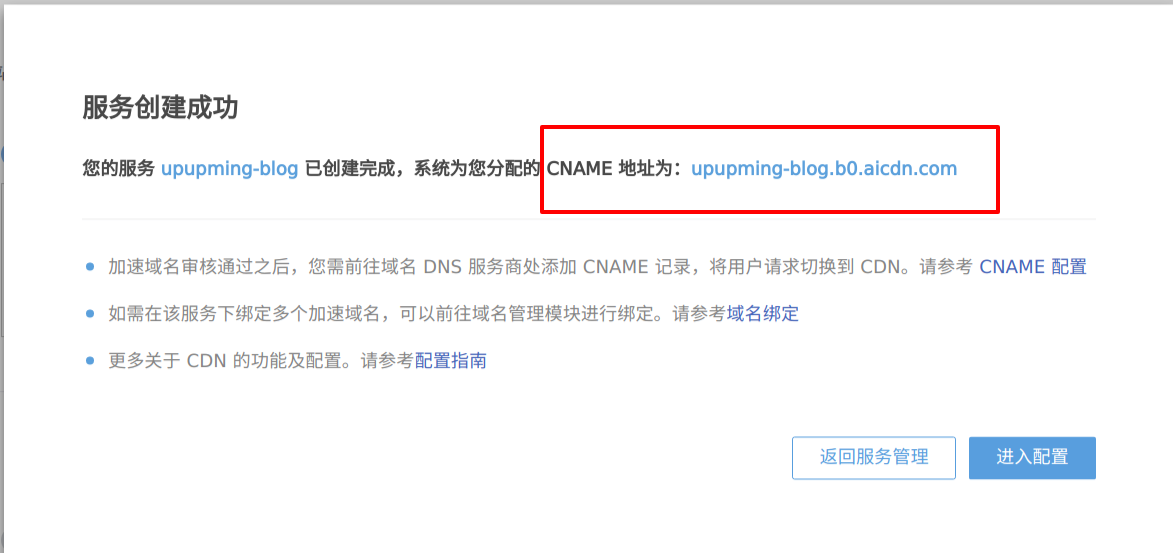 服务创建成功
您的服务 upupming-blog 已创建完成，系统为您分配的 CNAME 地址为：upupming-blog.b0.aicdn.com
加速域名审核通过之后，您需前往域名 DNS 服务商处添加 CNAME 记录，将用户请求切换到 CDN。请参考 CNAME 配置
如需在该服务下绑定多个加速域名，可以前往域名管理模块进行绑定。请参考域名绑定
更多关于 CDN 的功能及配置。请参考配置指南
返回服务管理 进入配置